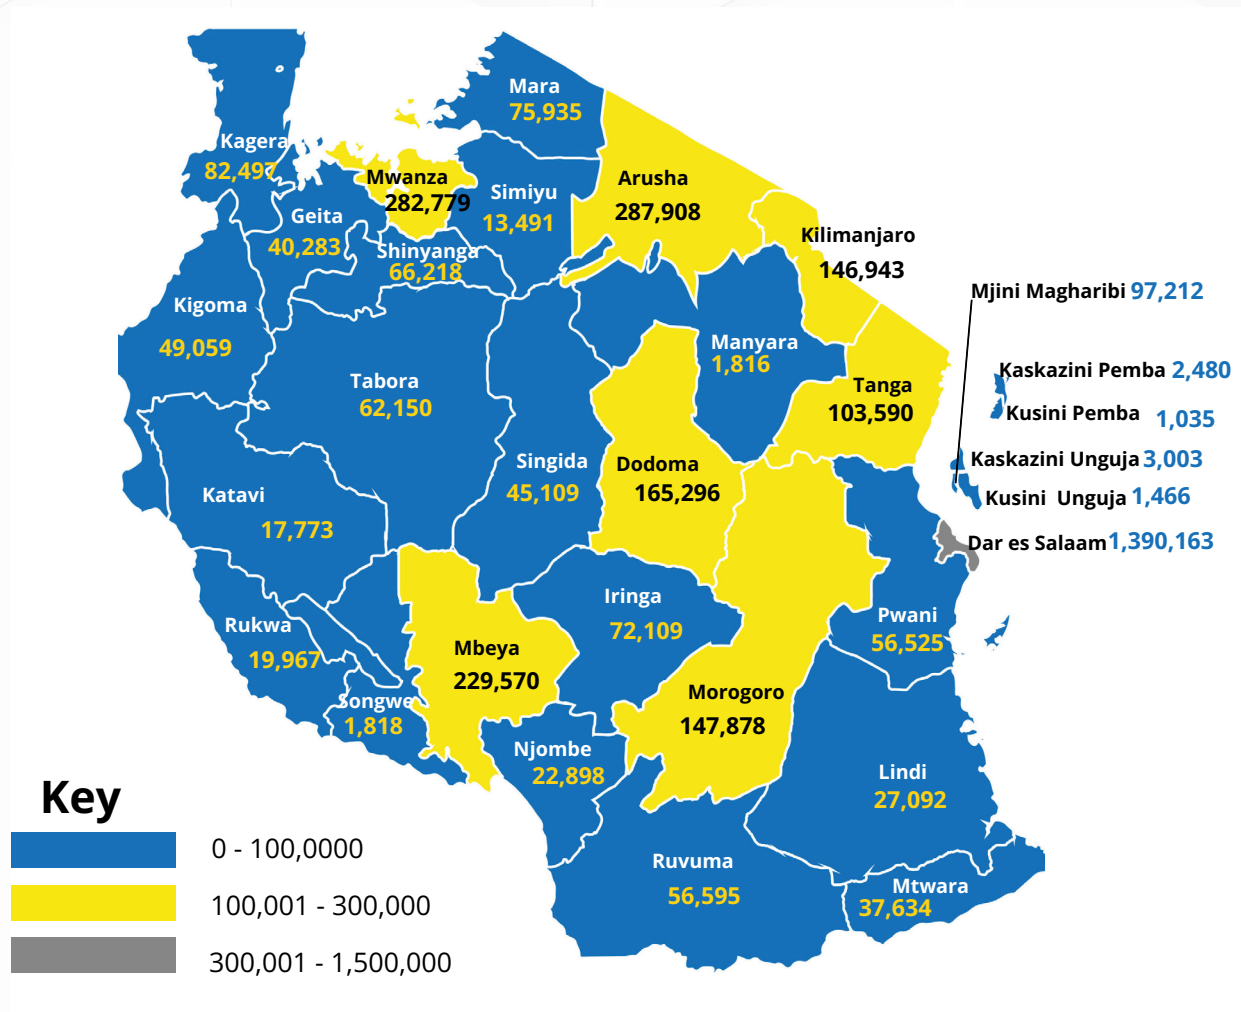 Mara
75,935
Kagera
82,497
Mwanza
282,779
Simiyu
13,491
Arusha
287,908
Geita
40,283
Shinyanga
66,218
Kilimanjaro
146,943
Mjini Magharibi 97,212
Kigoma
49,059
Manyara
1,816
Kaskazini Pemba 2,480
Tabora
62,150
Tanga
103,590
Kusini Pemba 1,035
Singida
45,109
Dodoma
165,296
Kaskazini Unguja 3,003
Katavi
17,773
Kusini Unguja 1,466
Dar es Salaam 1,390,163
Rukwa
19,967
Iringa
72,109
Pwani
56,525
Mbeya
229,570
Songwe
1,818
Morogoro
147,878
Njombe
22,898
Lindi
27,092
Ruvuma
56,595
Mtwara
37,634
Key
0 - 100,0000
100,001 - 300,000
300,001 - 1,500,000